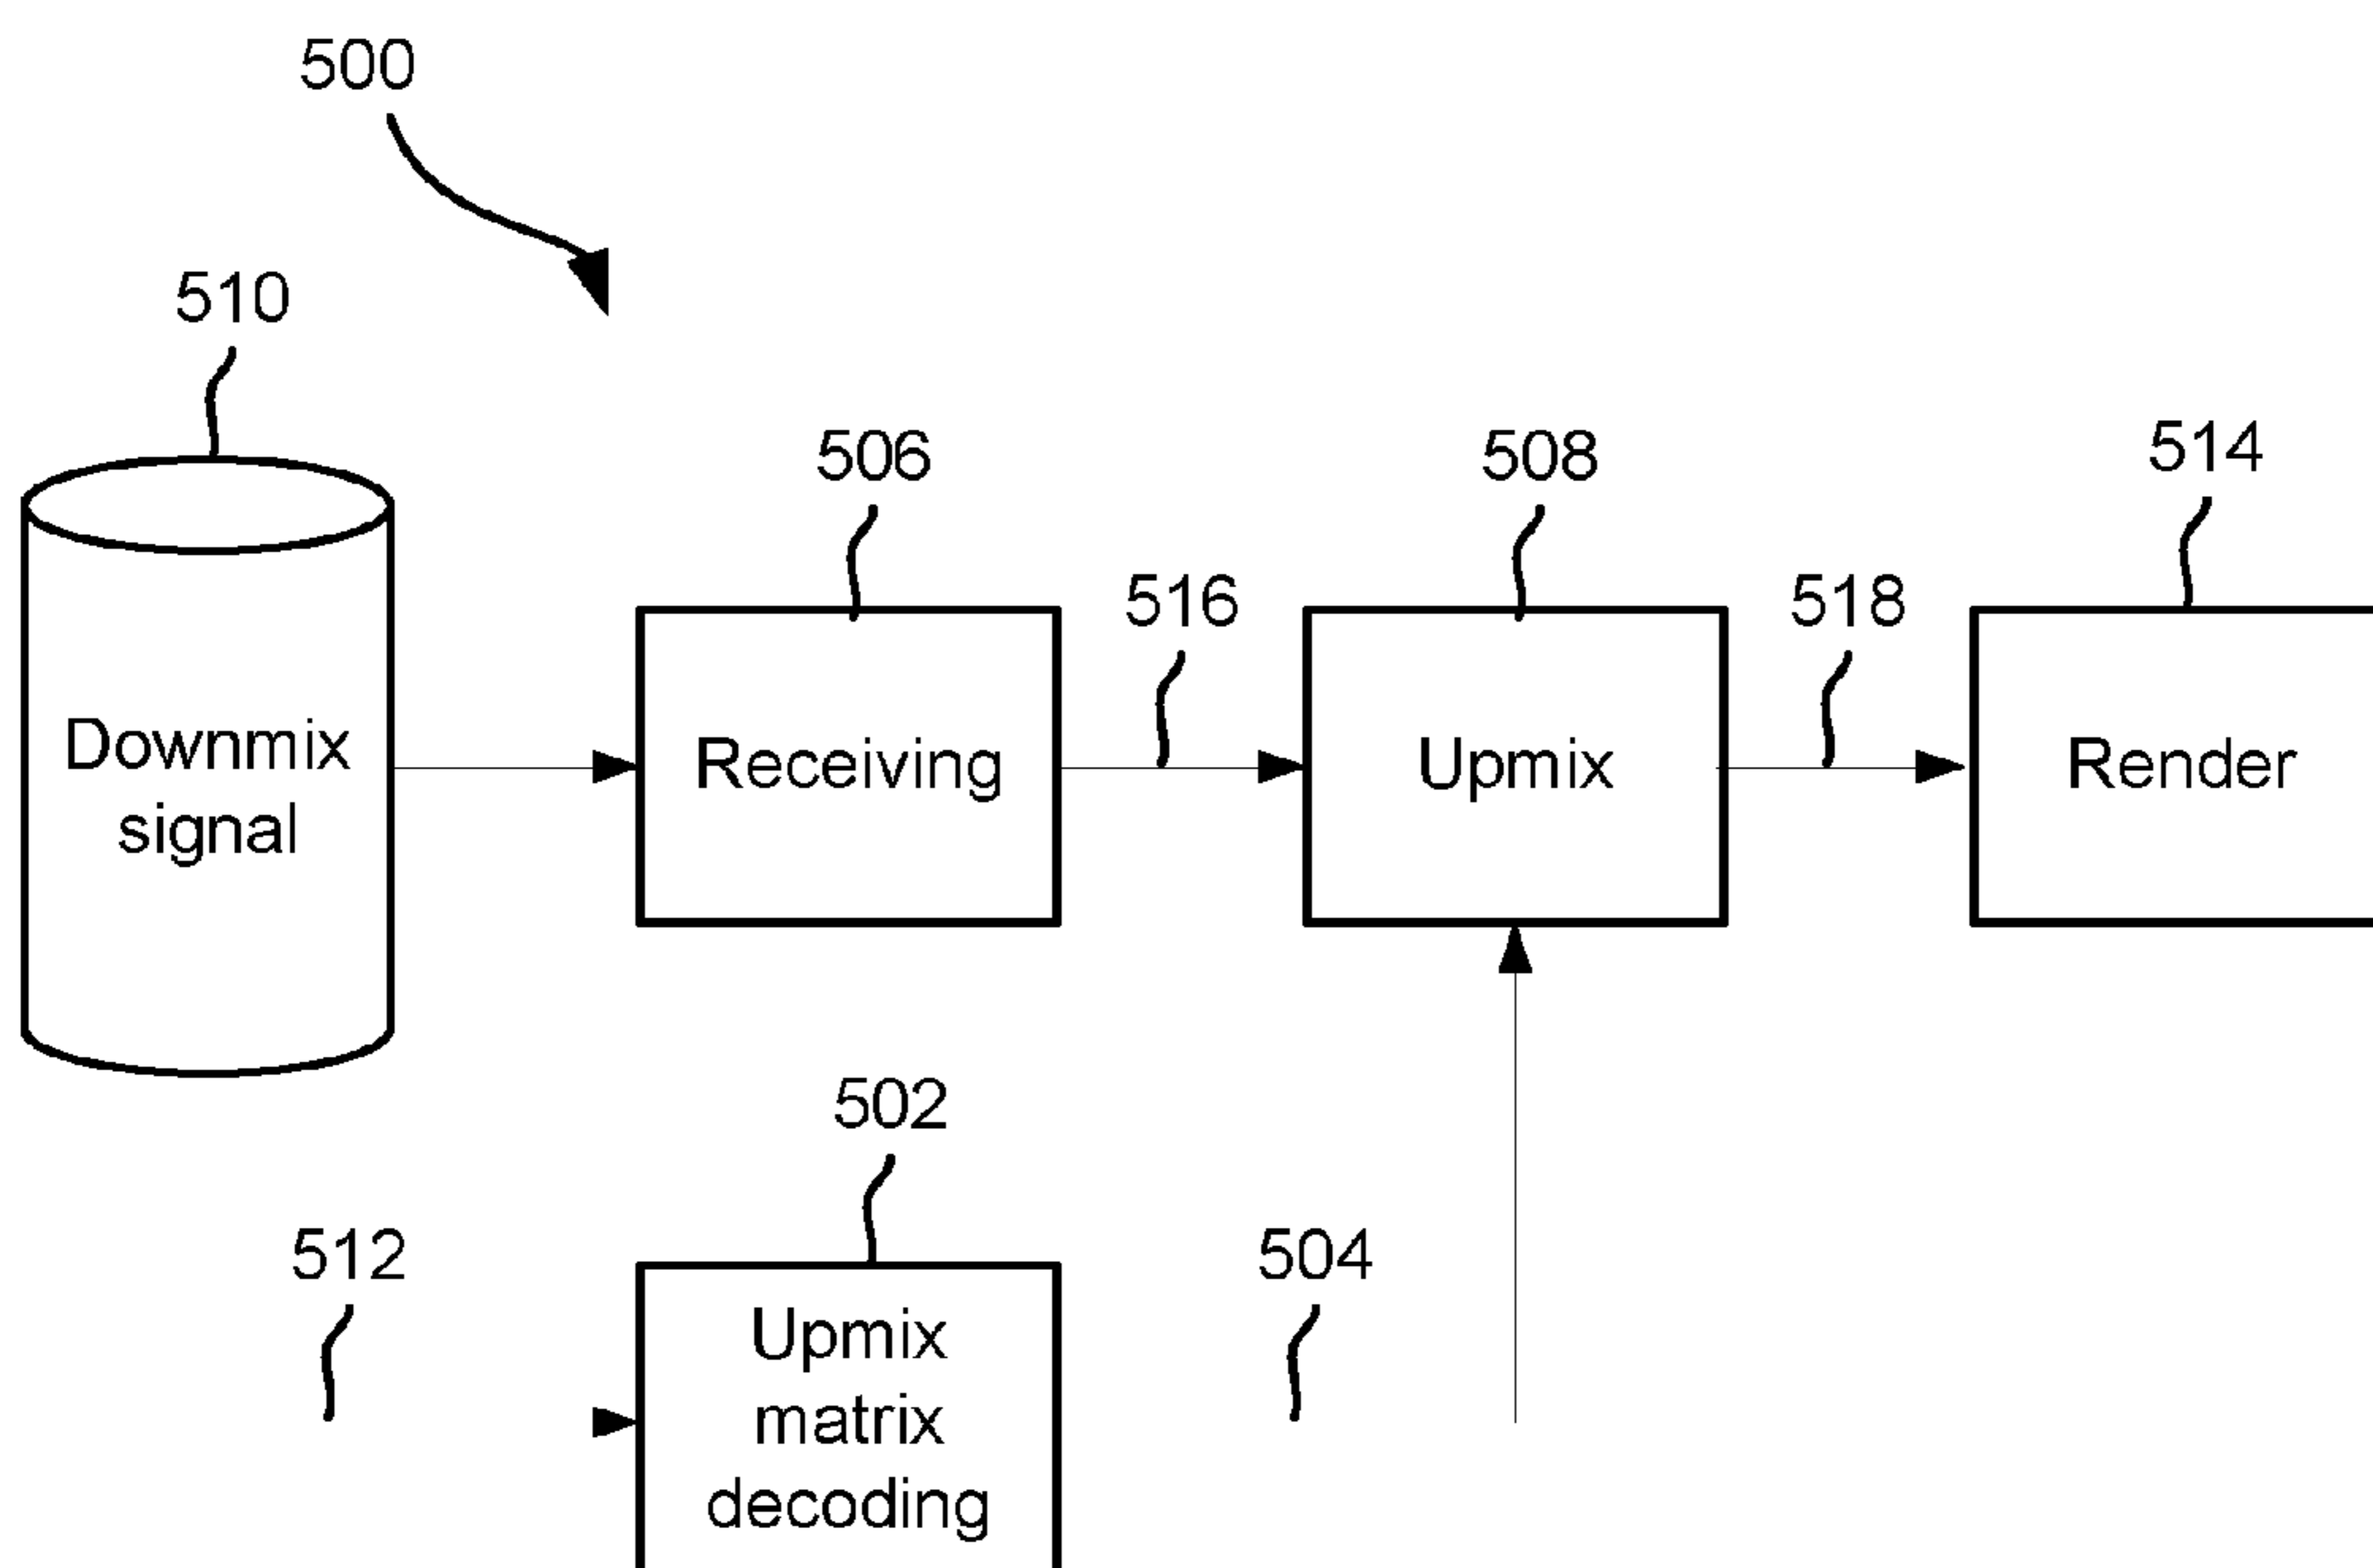 500
510
506
508
514
516
518
Downmix
signal
Receiving
Upmix
Render
502
512
504
Upmix
matrix
decoding